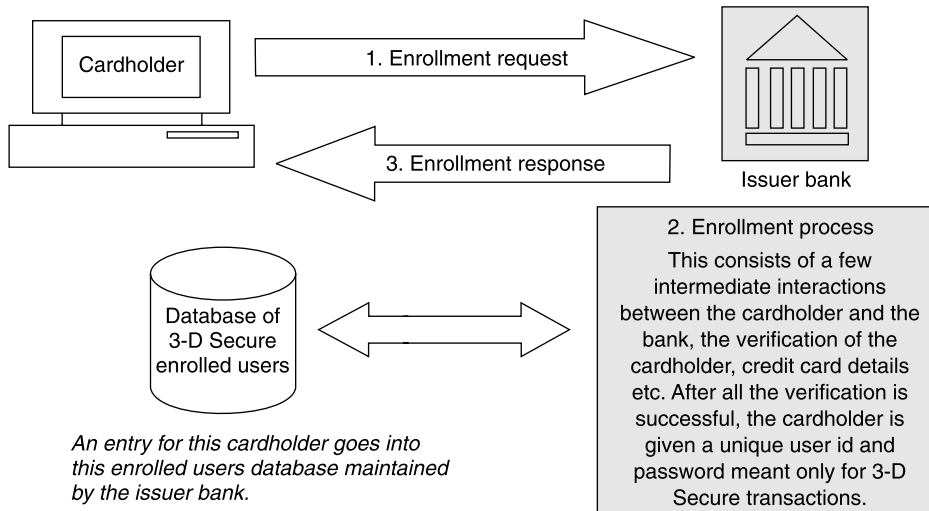 Cardholder
1. Enrollment request
3. Enrollment response
Issuer bank
2. Enrollment process
This consists of a few
intermediate interactions
between the cardholder and the
bank, the verification of the
cardholder, credit card details
etc. After all the verification is
successful, the cardholder is
given a unique user id and
password meant only for 3-D
Secure transactions.
Database of
3-D Secure
enrolled users
An entry for this cardholder goes into
this enrolled users database maintained
by the issuer bank.